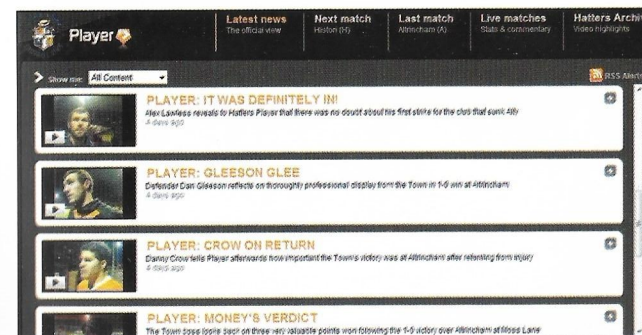 Player
Latest news
The official view
Next match
Histon (H)
Last match
Altrincham (A)
Live matches
Stats & commentary
Hatters Archi
Video highlights
Show me: All Content
RSS Alerts
PLAYER: IT WAS DEFINITELY IN!
Alex Lawless reveals to Hatters Player that there was no doubt about his first strike for the club that sunk Alty
4 days ago
PLAYER: GLEESON GLEE
Defender Dan Gleeson reflects on thoroughly professional display from the Town in 1-0 win at Altrincham
4 days ago
PLAYER: CROW ON RETURN
Danny Crow tells Player afterwards how important the Town's victory was at Altrincham after returning from injury
4 days ago
PLAYER: MONEY'S VERDICT
The Town boss looks back on three very valuable points won following the 1-0 victory over Altrincham at Moss Lane